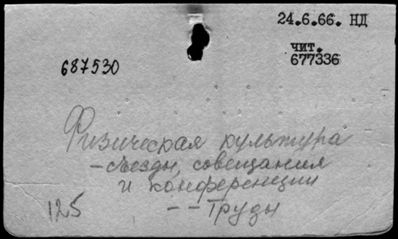 24.6.66. НД
чит.
677336
687530
Физическая культура
- съезды, совещания
и конференции
- - Труды
125